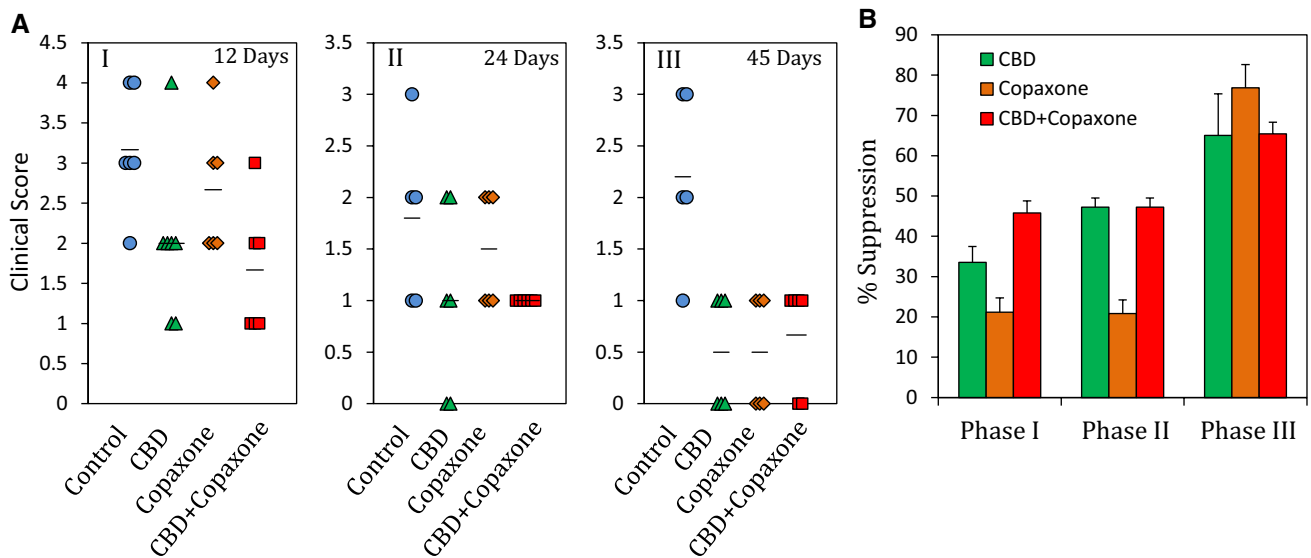 A
Clinical Score
4.5
4
3.5
3
2.5
2
1.5
1
0.5
0
I
12 Days
Control
CBD
Copaxone
CBD+Copaxone
3.5
3
2.5
2
1.5
1
0.5
0
II
24 Days
Control
CBD
Copaxone
CBD+Copaxone
3.5
3
2.5
2
1.5
1
0.5
0
III
45 Days
Control
CBD
Copaxone
CBD+Copaxone
B
% Suppression
90
80
70
60
50
40
30
20
10
0
CBD
Copaxone
CBD+Copaxone
Phase I
Phase II
Phase III